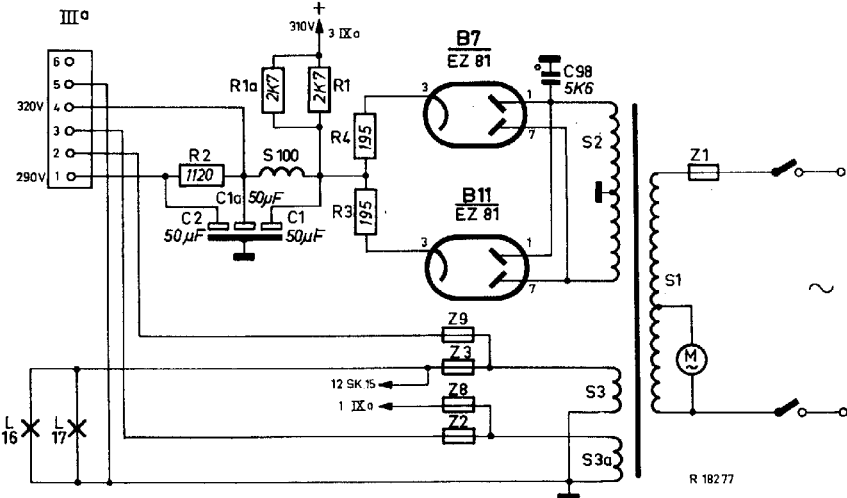 IIIa
6
5
320V 4
3
2
290V 1
+
310V
3 IXa
R1a 2K7
2K7 R1
R2
1120
S100
C1a 50µF
C2
50µF
C1
50µF
R4 195
R3 195
B7
EZ 81
3
1
7
C98
5K6
B11
EZ 81
3
1
7
S2
Z1
S1
M
~
~
Z9
Z3
12 SK 15
Z8
1 IXa
Z2
S3
S3a
L
16
L
17
R 18277